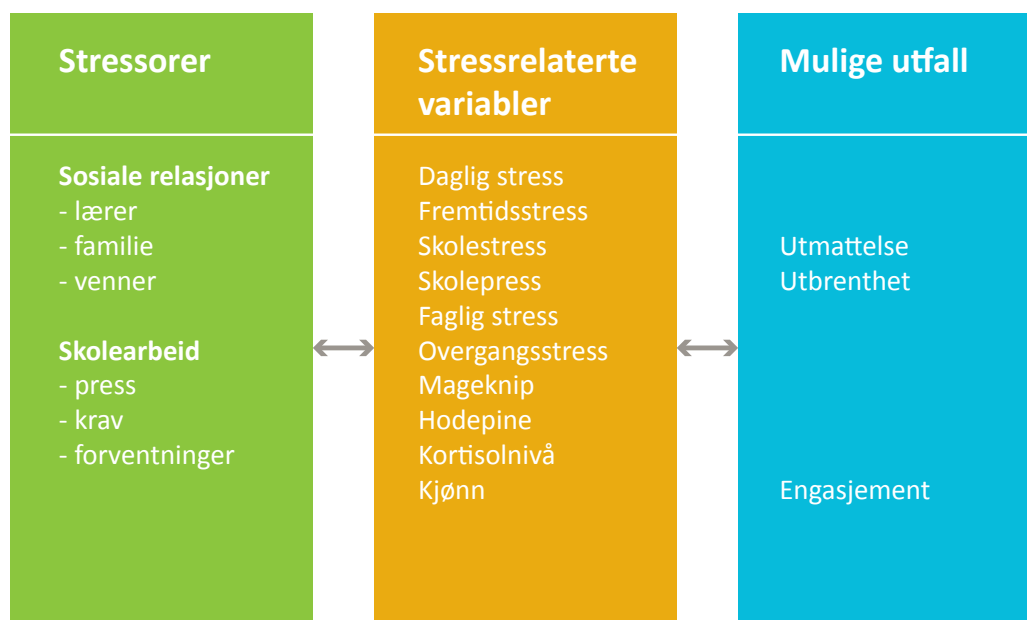 Stressorer
Sosiale relasjoner
- lærer
- familie
- venner
Skolearbeid
- press
- krav
- forventninger
Stressrelaterte
variabler
Daglig stress
Fremtidsstress
Skolestress
Skolepress
Faglig stress
Overgangsstress
Mageknip
Hodepine
Kortisolnivå
Kjønn
Mulige utfall
Utmattelse
Utbrenthet
Engasjement